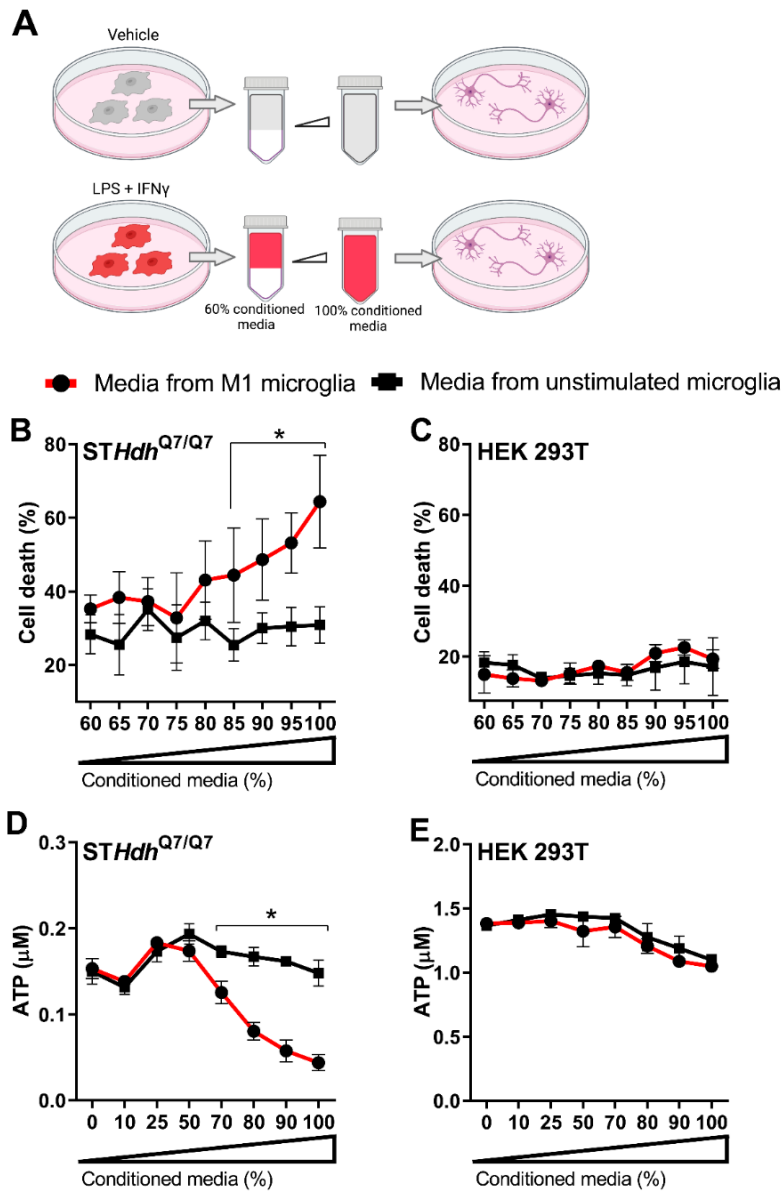 A
Vehicle
LPS + IFNγ
60% conditioned
media
100% conditioned
media
Media from M1 microglia
Media from unstimulated microglia
B
STHdh^Q7/Q7
*
Cell death (%)
80
60
40
20
60 65 70 75 80 85 90 95 100
Conditioned media (%)
C
HEK 293T
Cell death (%)
80
60
40
20
60 65 70 75 80 85 90 95 100
Conditioned media (%)
D
STHdh^Q7/Q7
*
ATP (μM)
0.3
0.2
0.1
0.0
0 10 25 50 70 80 90 100
Conditioned media (%)
E
HEK 293T
ATP (μM)
2.0
1.5
1.0
0.5
0.0
0 10 25 50 70 80 90 100
Conditioned media (%)